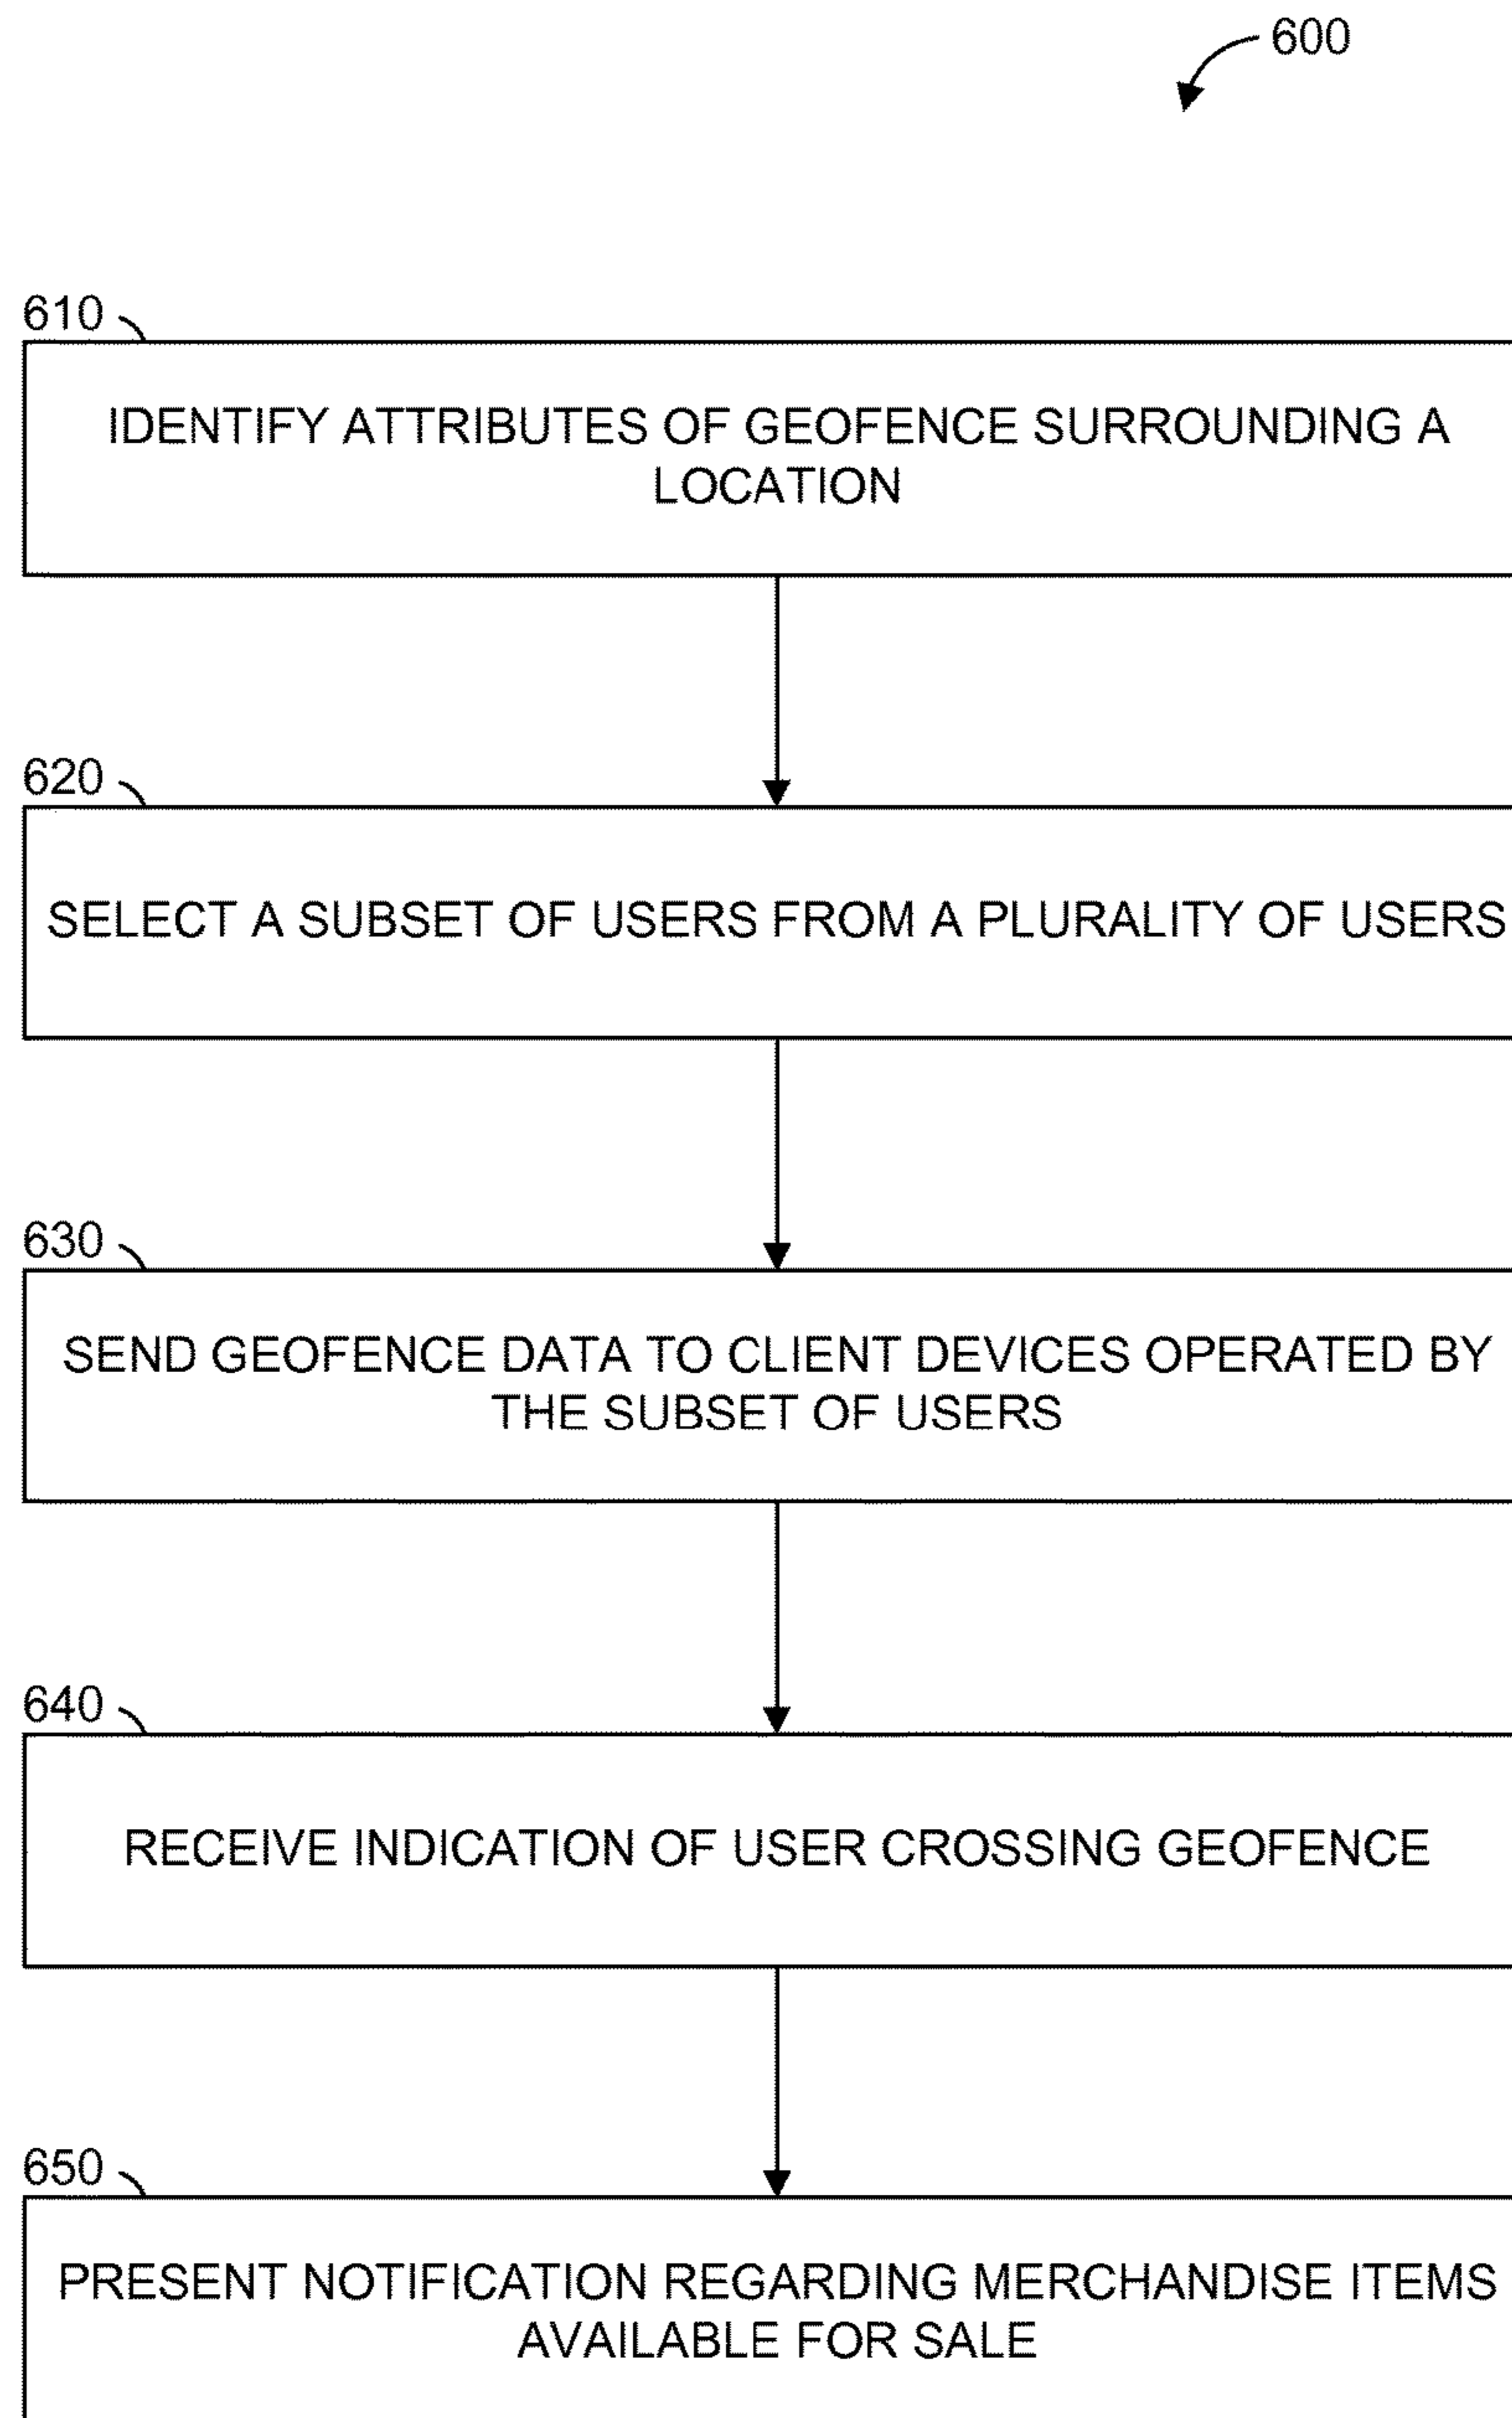 600
610
IDENTIFY ATTRIBUTES OF GEOFENCE SURROUNDING A
LOCATION
620
SELECT A SUBSET OF USERS FROM A PLURALITY OF USERS
630
SEND GEOFENCE DATA TO CLIENT DEVICES OPERATED BY
THE SUBSET OF USERS
640
RECEIVE INDICATION OF USER CROSSING GEOFENCE
650
PRESENT NOTIFICATION REGARDING MERCHANDISE ITEMS
AVAILABLE FOR SALE